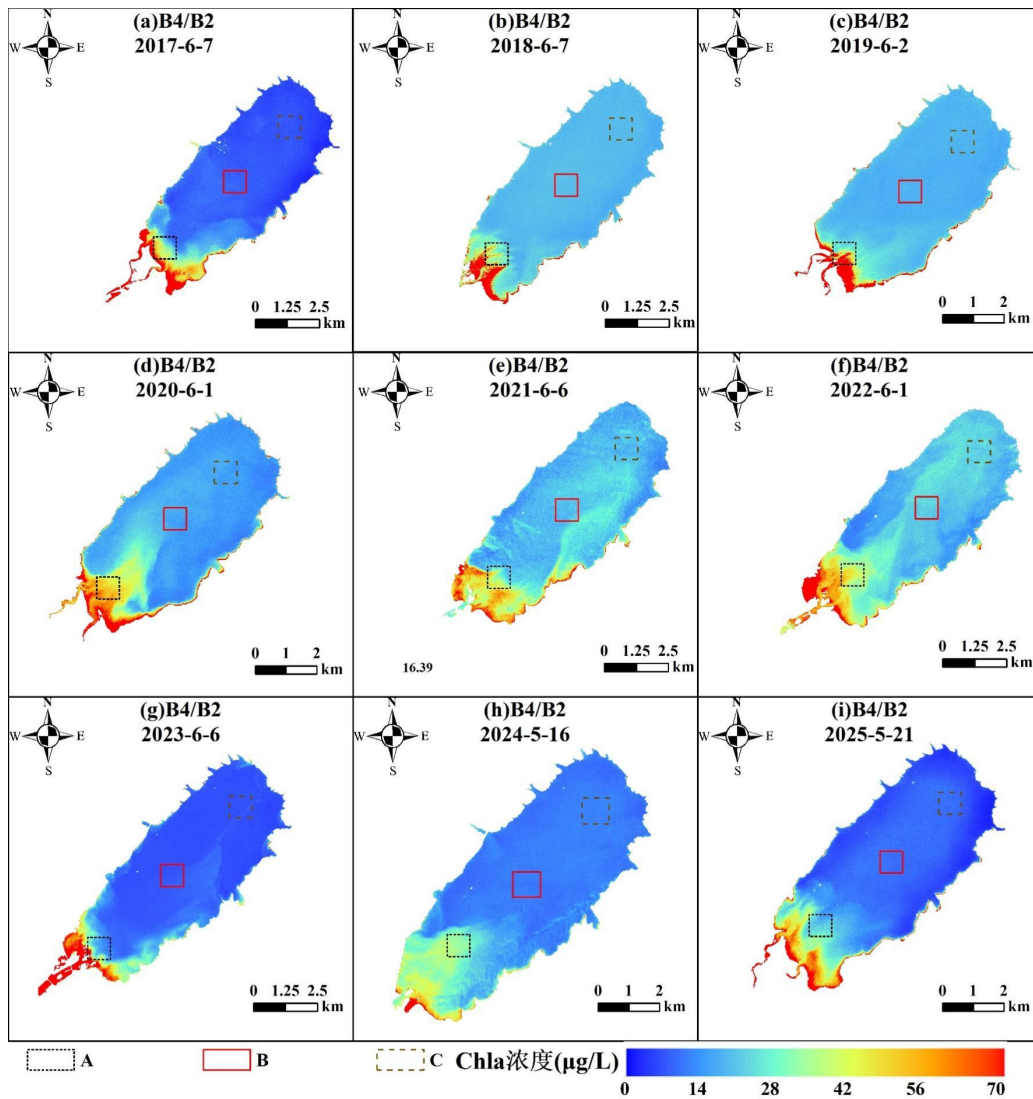 (a)B4/B2
2017-6-7
N
W
E
S
0 1.25 2.5
km
(b)B4/B2
2018-6-7
N
W
E
S
0 1.25 2.5
km
(c)B4/B2
2019-6-2
N
W
E
S
0 1 2
km
(d)B4/B2
2020-6-1
N
W
E
S
0 1 2
km
(e)B4/B2
2021-6-6
N
W
E
S
16.39
0 1.25 2.5
km
(f)B4/B2
2022-6-1
N
W
E
S
0 1.25 2.5
km
(g)B4/B2
2023-6-6
N
W
E
S
0 1.25 2.5
km
(h)B4/B2
2024-5-16
N
W
E
S
0 1 2
km
(i)B4/B2
2025-5-21
N
W
E
S
0 1 2
km
A
B
C
Chla浓度(μg/L)
0 14 28 42 56 70